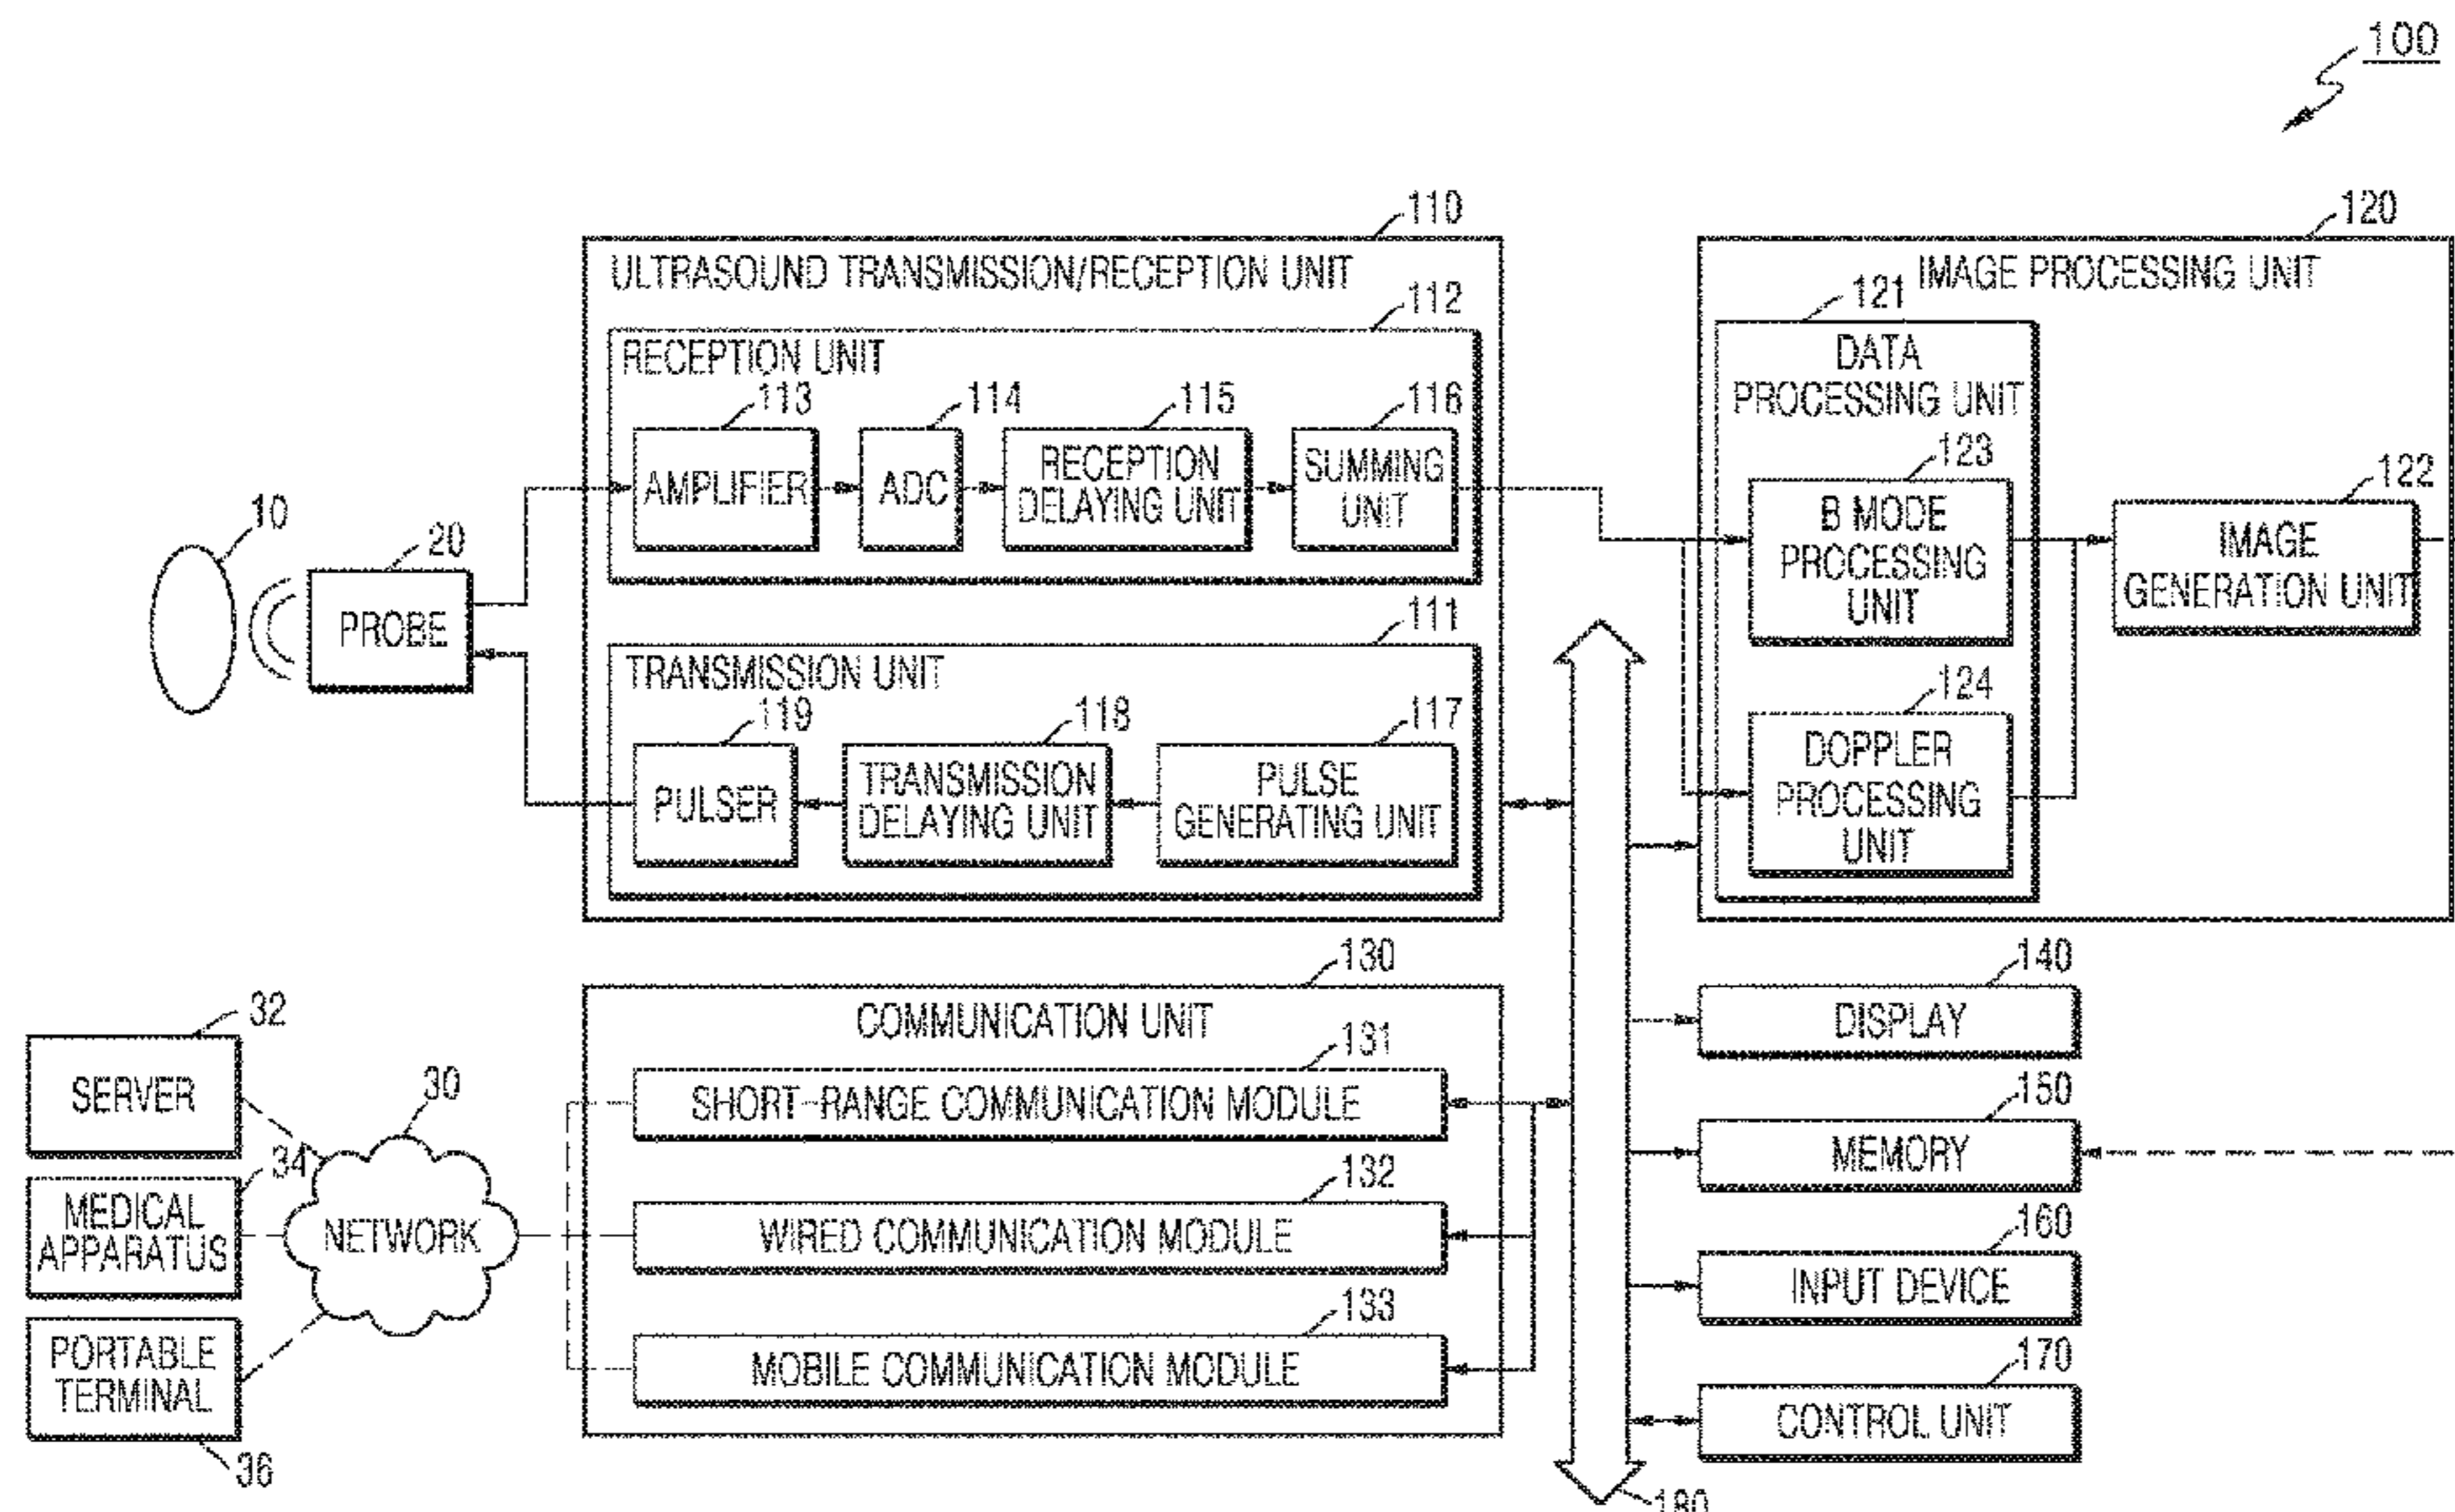 100
110
ULTRASOUND TRANSMISSION/RECEPTION UNIT
112
RECEPTION UNIT
113
AMPLIFIER
114
ADC
115
RECEPTION
DELAYING UNIT
116
SUMMING
UNIT
10
20
PROBE
111
TRANSMISSION UNIT
119
PULSER
118
TRANSMISSION
DELAYING UNIT
117
PULSE
GENERATING UNIT
120
IMAGE PROCESSING UNIT
121
DATA
PROCESSING UNIT
123
B MODE
PROCESSING
UNIT
122
IMAGE
GENERATION UNIT
124
DOPPLER
PROCESSING
UNIT
32
SERVER
34
MEDICAL
APPARATUS
PORTABLE
TERMINAL
36
30
NETWORK
130
COMMUNICATION UNIT
131
SHORT-RANGE COMMUNICATION MODULE
132
WIRED COMMUNICATION MODULE
133
MOBILE COMMUNICATION MODULE
140
DISPLAY
150
MEMORY
160
INPUT DEVICE
170
CONTROL UNIT
180